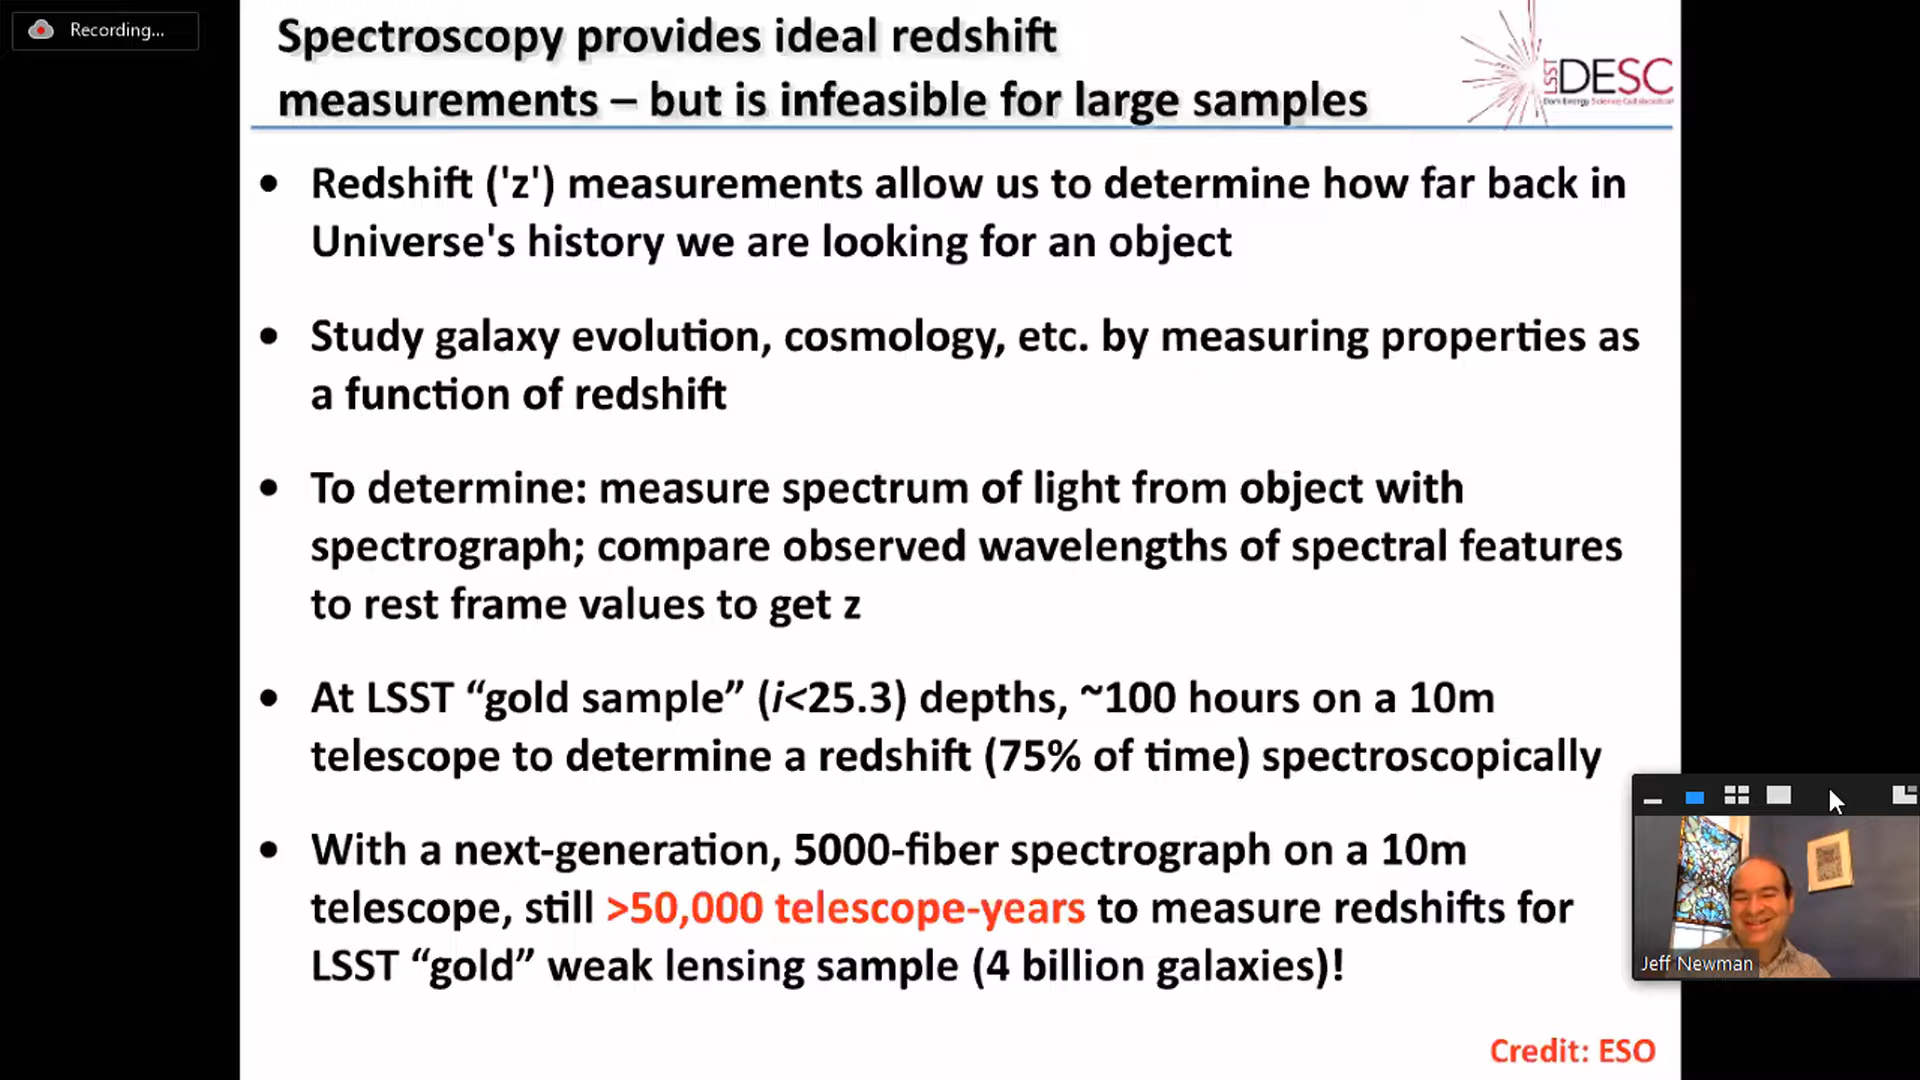 Recording...
Spectroscopy provides ideal redshift
measurements – but is infeasible for large samples
LSST
DESC
Dark Energy Science Collaboration
• Redshift ('z') measurements allow us to determine how far back in
Universe's history we are looking for an object
• Study galaxy evolution, cosmology, etc. by measuring properties as
a function of redshift
• To determine: measure spectrum of light from object with
spectrograph; compare observed wavelengths of spectral features
to rest frame values to get z
• At LSST “gold sample” (i<25.3) depths, ~100 hours on a 10m
telescope to determine a redshift (75% of time) spectroscopically
• With a next-generation, 5000-fiber spectrograph on a 10m
telescope, still >50,000 telescope-years to measure redshifts for
LSST “gold” weak lensing sample (4 billion galaxies)!
Jeff Newman
Credit: ESO